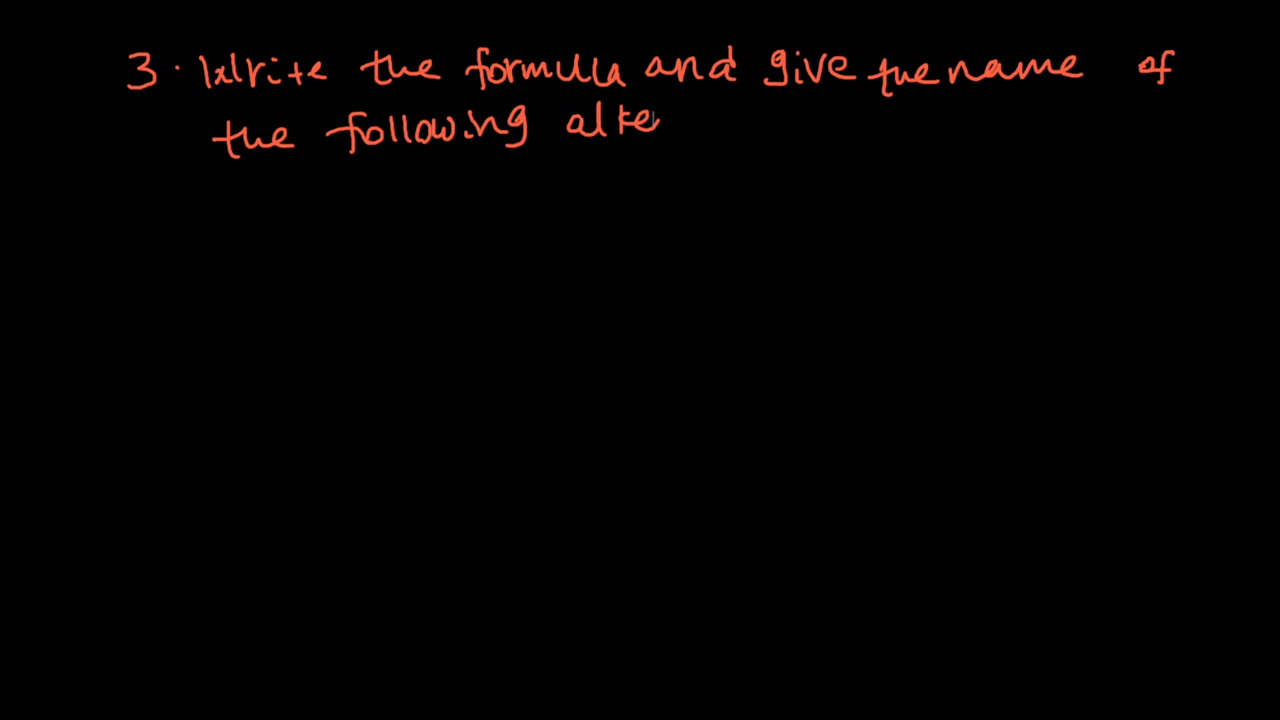 3. Write the formula and give the name of
the following alke